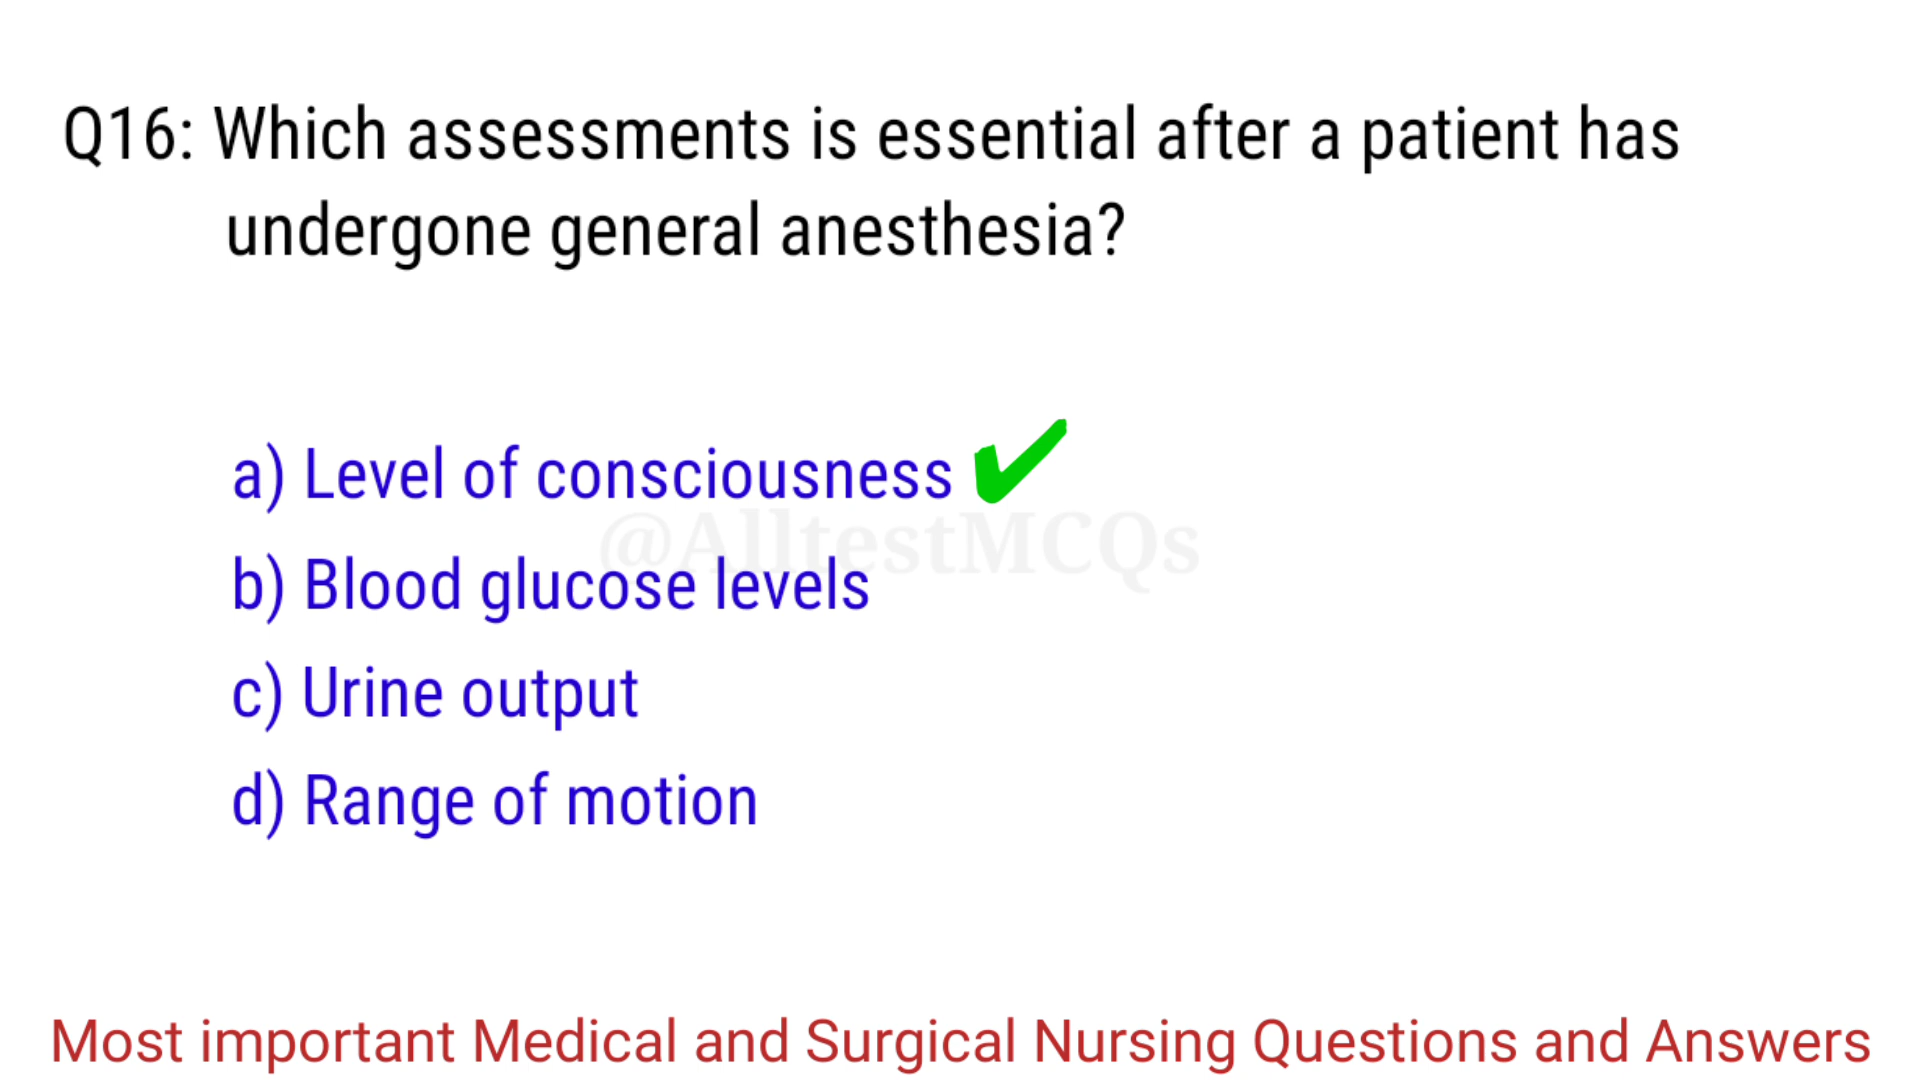 Q16: Which assessments is essential after a patient has
undergone general anesthesia?
a) Level of consciousness
@AlltestMCQs
b) Blood glucose levels
c) Urine output
d) Range of motion
Most important Medical and Surgical Nursing Questions and Answers